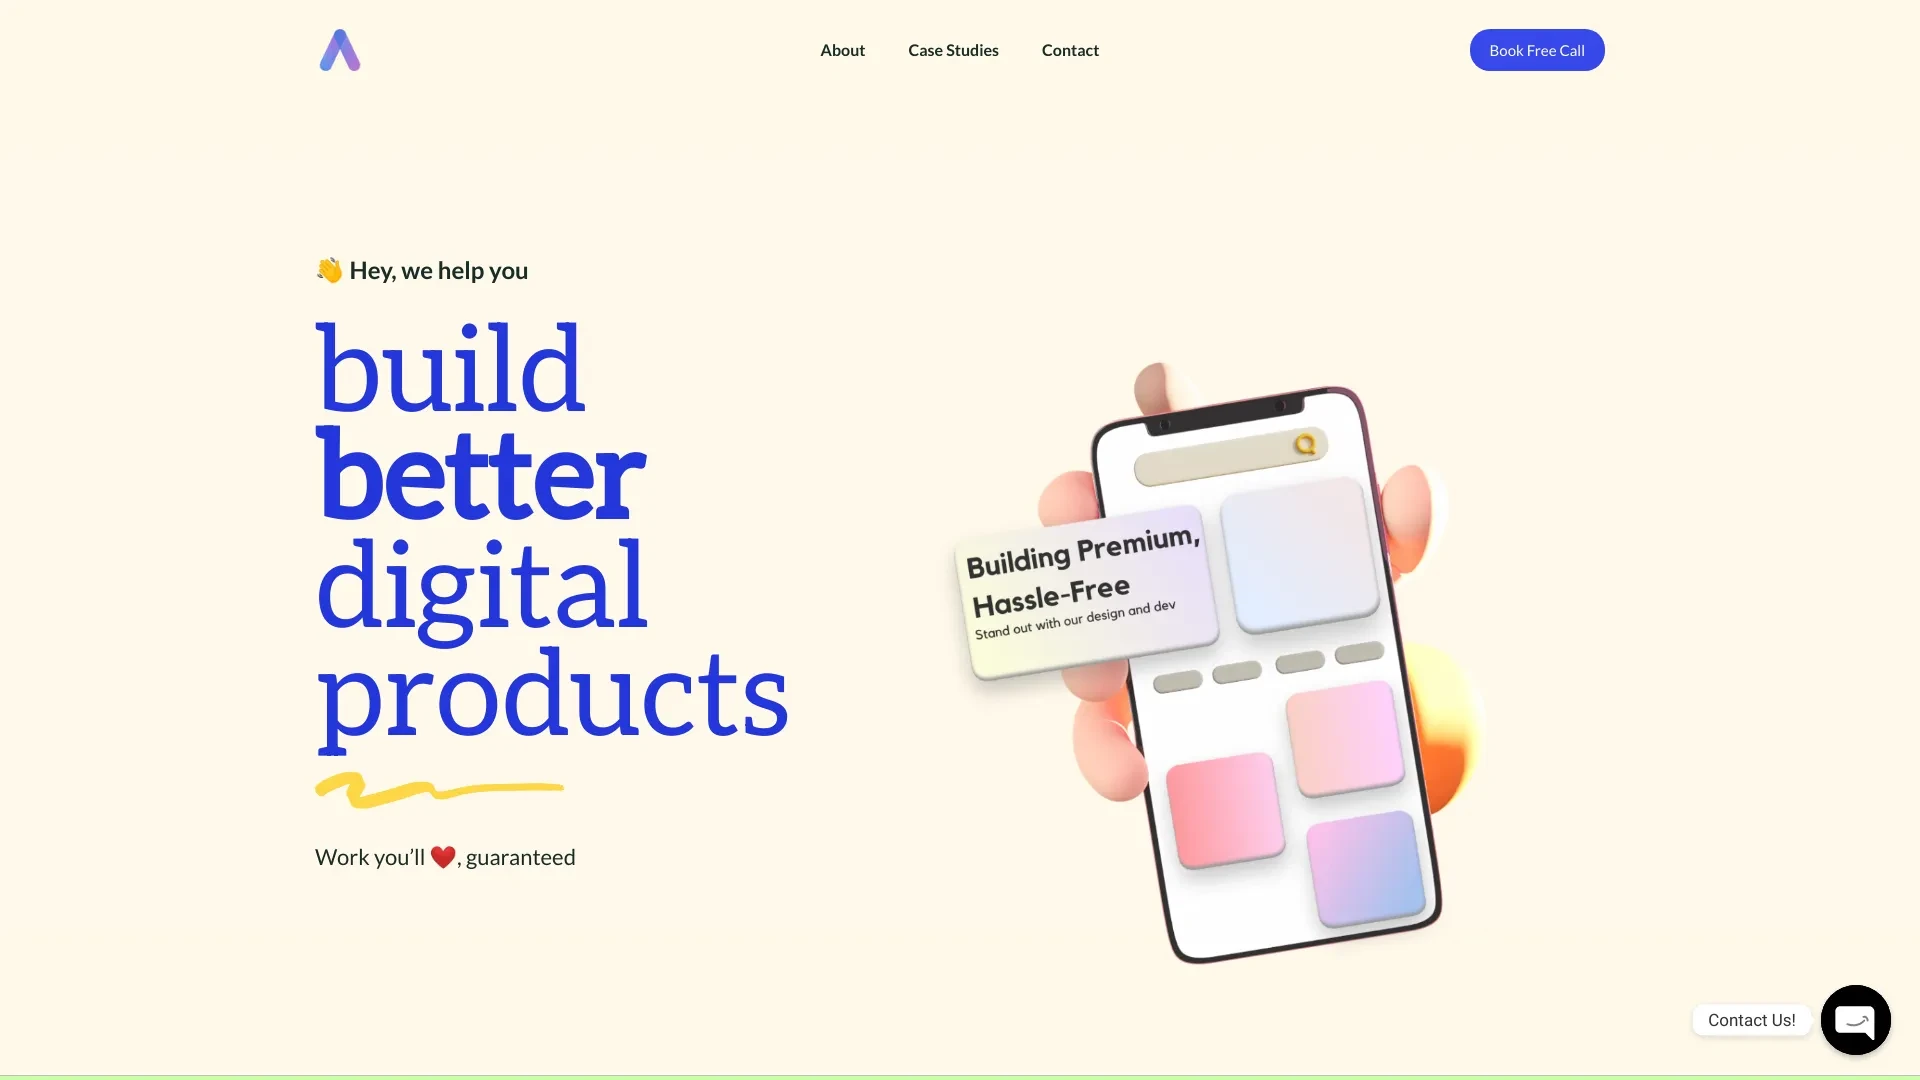 About
Case Studies
Contact
Book Free Call
👋 Hey, we help you
build
better
digital
products
Work you’ll ❤️, guaranteed
Building Premium,
Hassle-Free
Stand out with our design and dev
Contact Us!